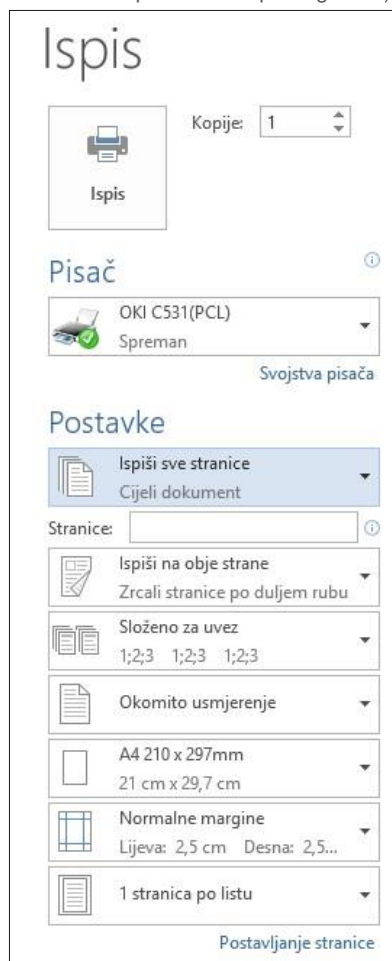 Ispis
Kopije: 1
Ispis
Pisač
OKI C531(PCL)
Spreman
Svojstva pisača
Postavke
Ispiši sve stranice
Cijeli dokument
Stranice:
Ispiši na obje strane
Zrcali stranice po duljem rubu
Složeno za uvez
1;2;3 1;2;3 1;2;3
Okomito usmjerenje
A4 210 x 297mm
21 cm x 29,7 cm
Normalne margine
Lijeva: 2,5 cm Desna: 2,5...
1 stranica po listu
Postavljanje stranice